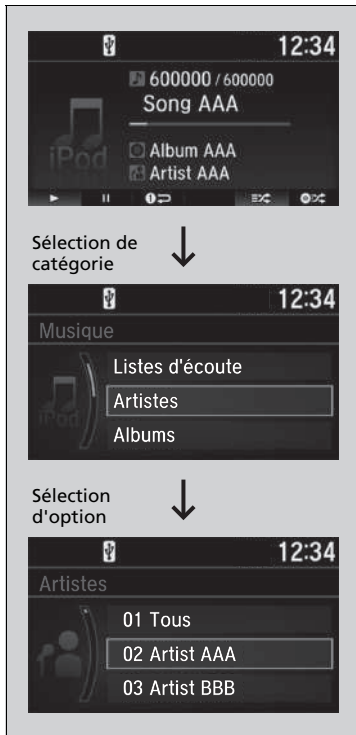 12:34
600000 / 600000
Song AAA
iPod
Album AAA
Artist AAA
Sélection de
catégorie
12:34
Musique
iPod
Listes d'écoute
Artistes
Albums
Sélection
d'option
12:34
Artistes
01 Tous
02 Artist AAA
03 Artist BBB